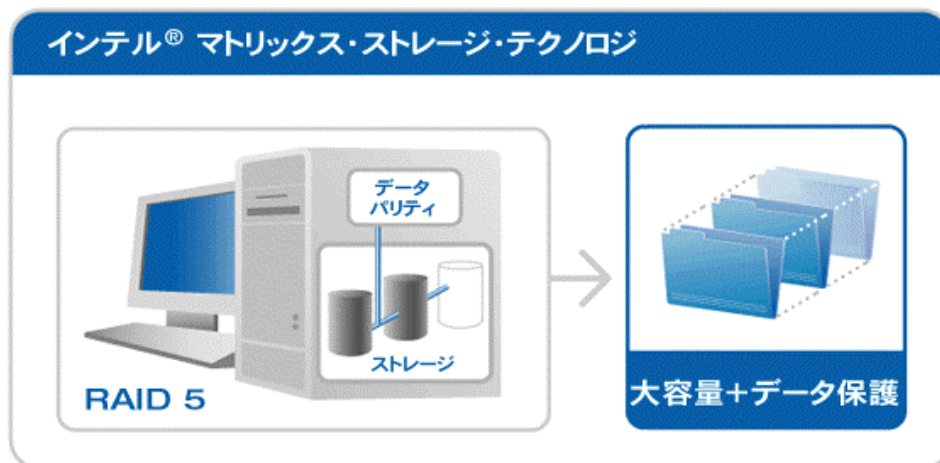 インテル® マトリックス・ストレージ・テクノロジ
データ
パリティ
ストレージ
RAID 5
大容量+データ保護